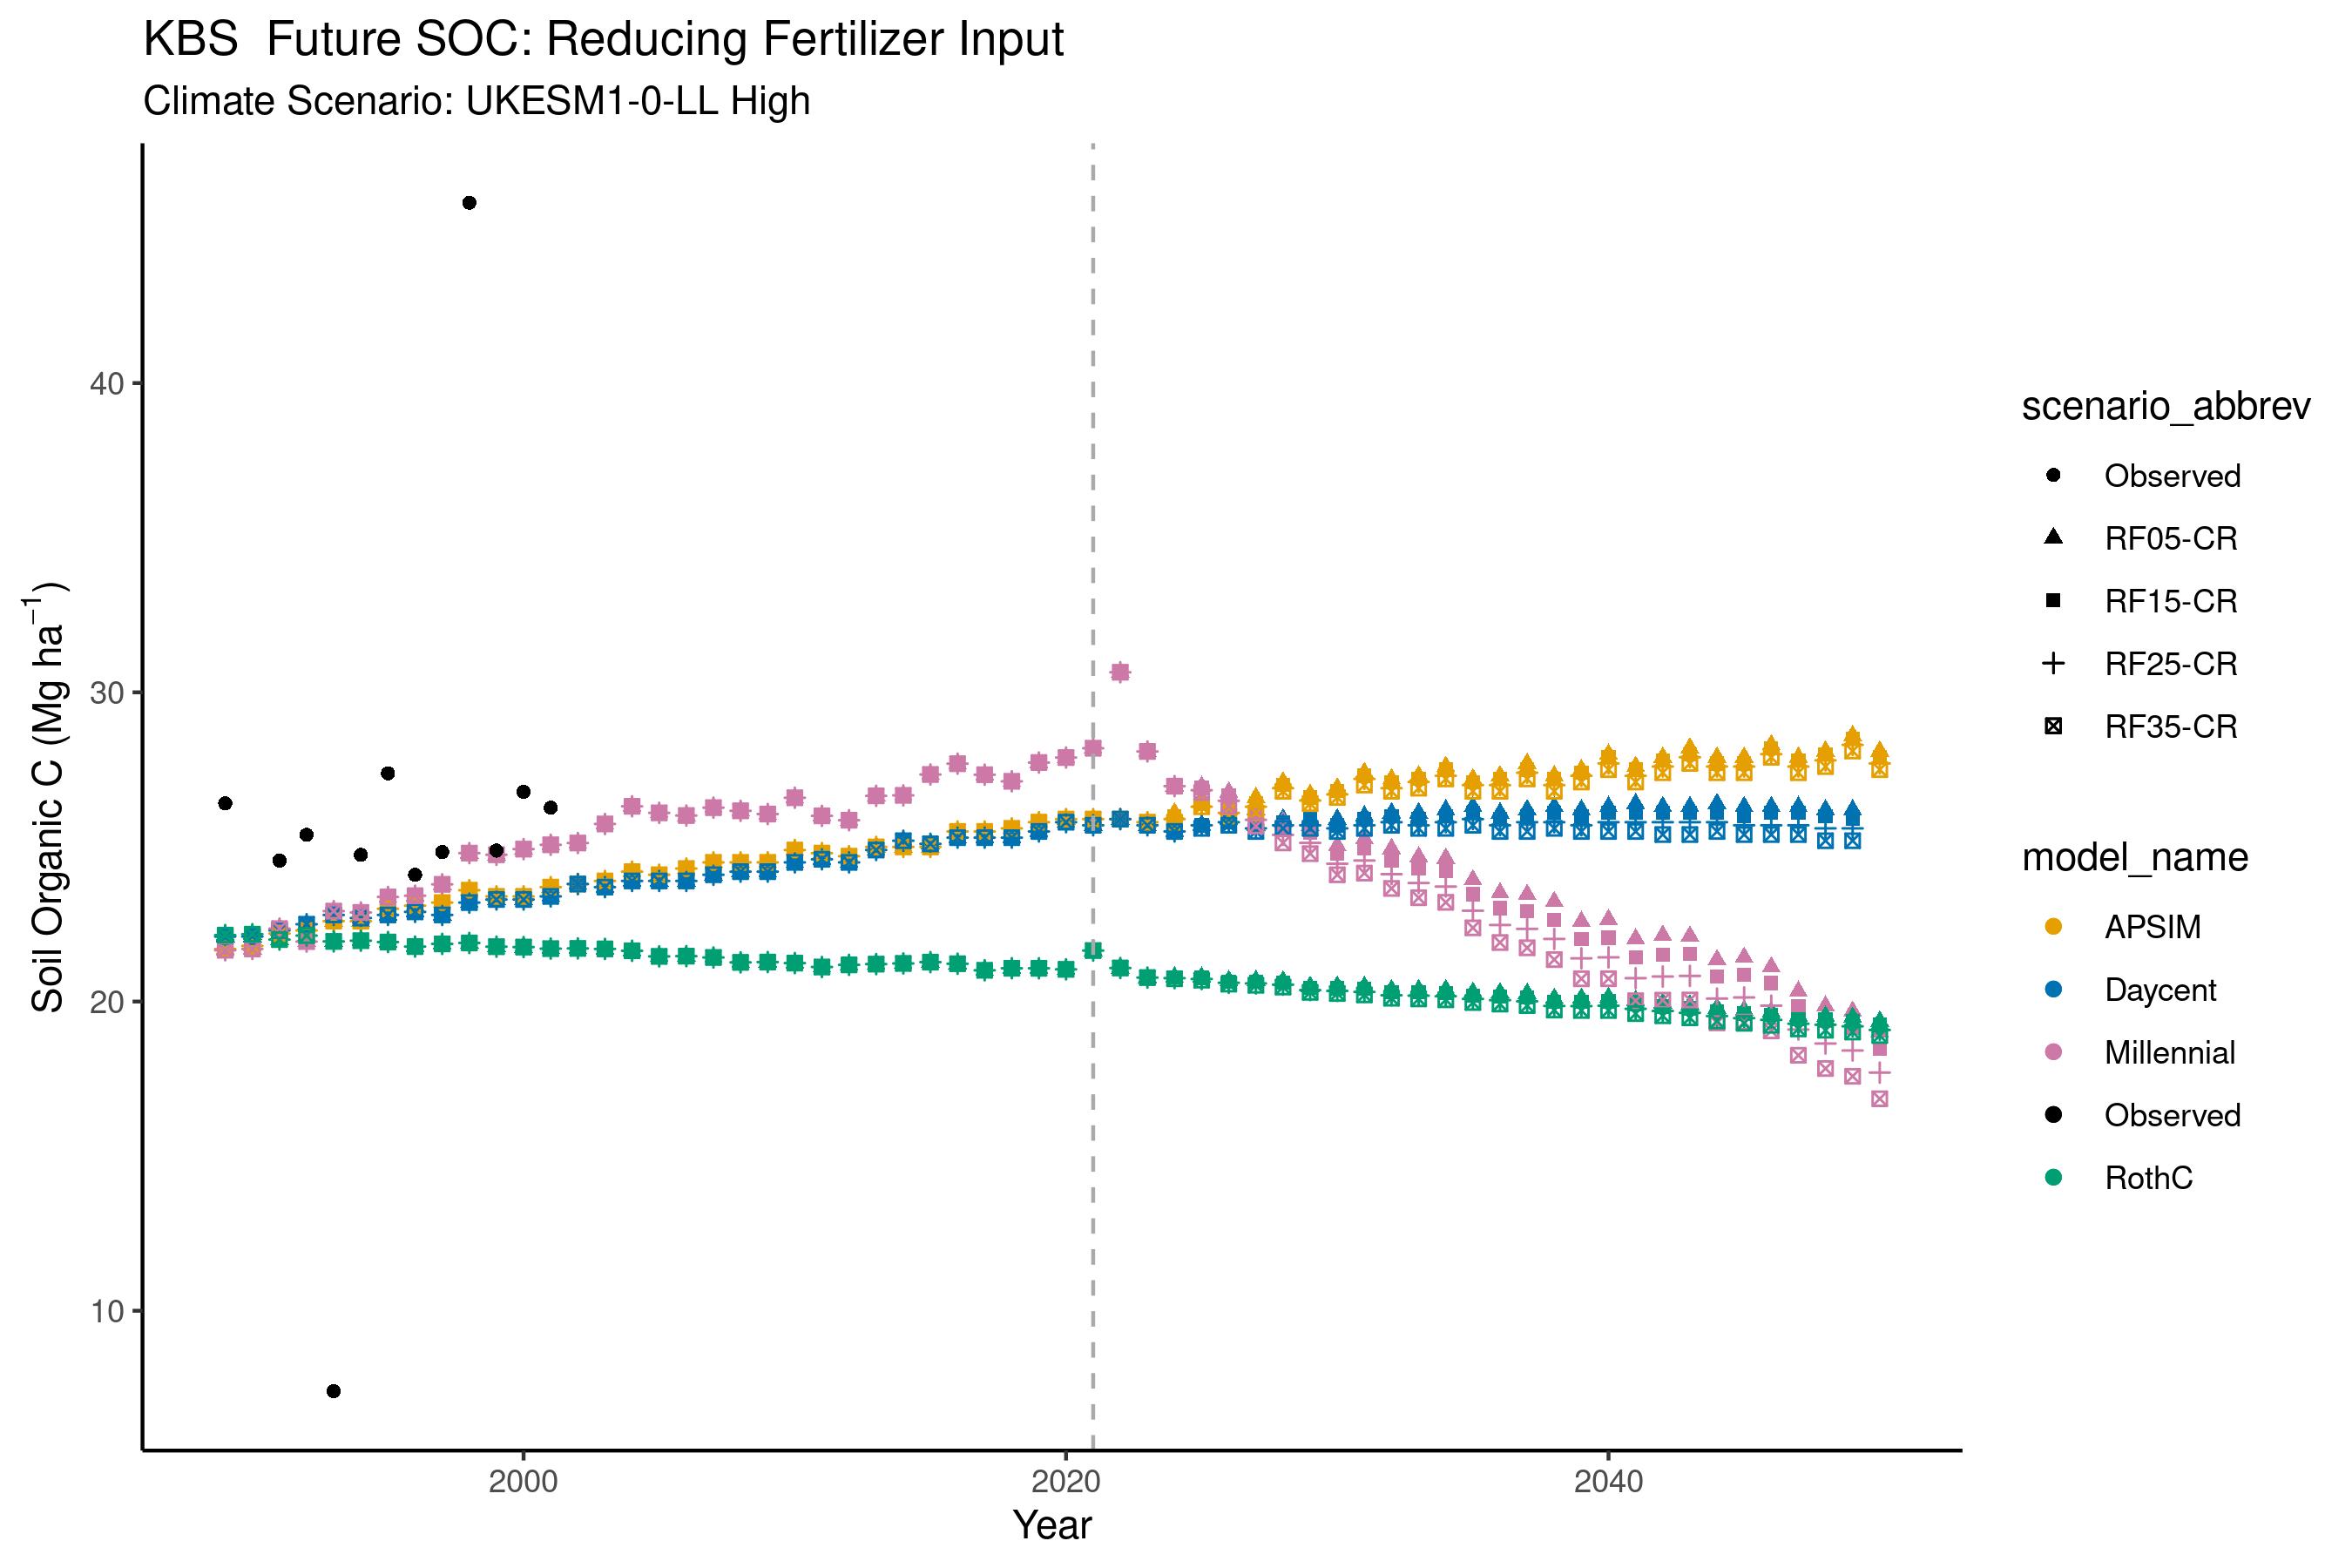 KBS  Future SOC: Reducing Fertilizer Input
Climate Scenario: UKESM1-0-LL High
Soil Organic C (Mg ha−1)
40
30
20
10
2000
2020
2040
Year
scenario_abbrev
Observed
RF05-CR
RF15-CR
RF25-CR
RF35-CR
model_name
APSIM
Daycent
Millennial
Observed
RothC